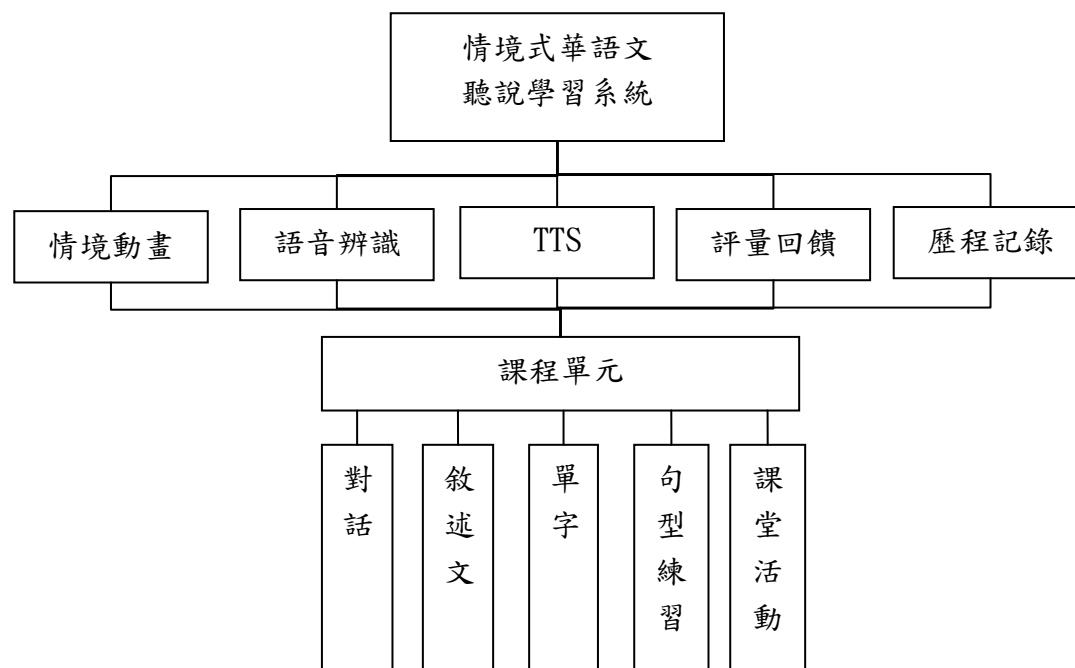 情境式華語文
聽說學習系統
情境動畫
語音辨識
TTS
評量回饋
歷程記錄
課程單元
對話
敘述文
單字
句型練習
課堂活動